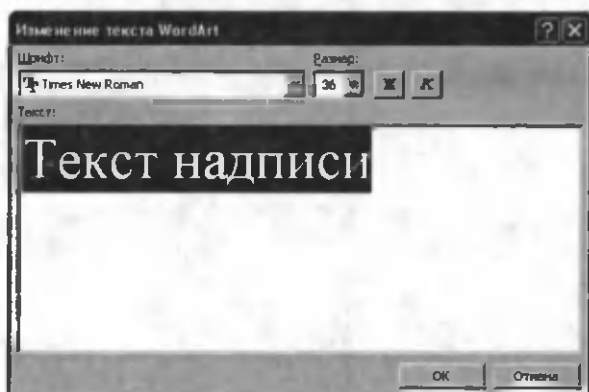 Изменение текста WordArt
Шрифт: Размер:
Times New Roman 36 Ж К
Текст:
Текст надписи
ОК Отмена